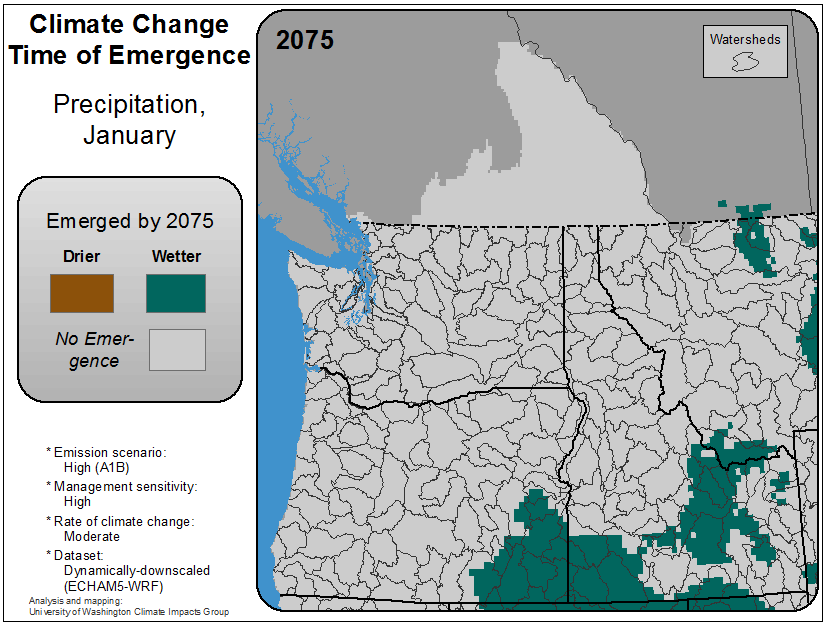 Climate Change
Time of Emergence
Precipitation,
January
2075
Watersheds
Emerged by 2075
Drier
Wetter
No Emer-
gence
* Emission scenario:
High (A1B)
* Management sensitivity:
High
* Rate of climate change:
Moderate
* Dataset:
Dynamically-downscaled
(ECHAM5-WRF)
Analysis and mapping:
University of Washington Climate Impacts Group